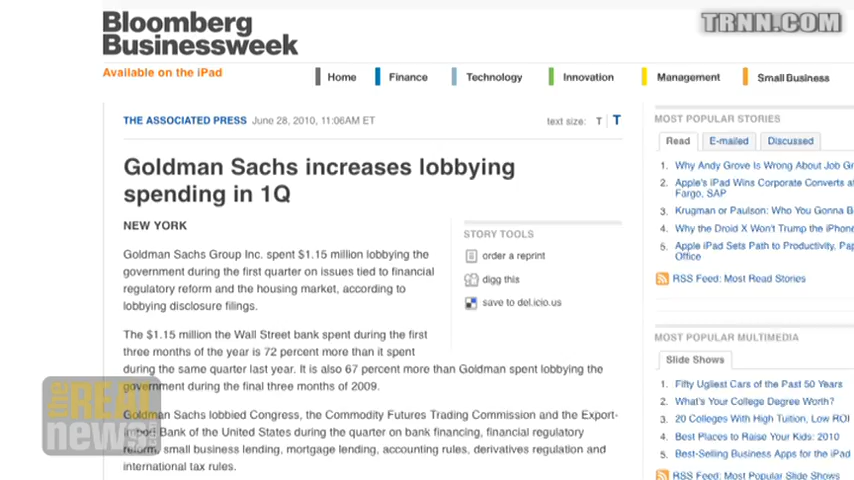 Bloomberg
Businessweek
TRNN.COM
Available on the iPad
Home Finance Technology Innovation Management Small Business
THE ASSOCIATED PRESS June 28, 2010, 11:06AM ET
text size: T T
Goldman Sachs increases lobbying
spending in 1Q
NEW YORK
Goldman Sachs Group Inc. spent $1.15 million lobbying the
government during the first quarter on issues tied to financial
regulatory reform and the housing market, according to
lobbying disclosure filings.
The $1.15 million the Wall Street bank spent during the first
three months of the year is 72 percent more than it spent
during the same quarter last year. It is also 67 percent more than Goldman spent lobbying the
government during the final three months of 2009.
Goldman Sachs lobbied Congress, the Commodity Futures Trading Commission and the Export-
Import Bank of the United States during the quarter on bank financing, financial regulatory
reform, small business lending, mortgage lending, accounting rules, derivatives regulation and
international tax rules.
STORY TOOLS
order a reprint
digg this
save to del.icio.us
MOST POPULAR STORIES
Read E-mailed Discussed
1. Why Andy Grove Is Wrong About Job Gr
2. Apple's iPad Wins Corporate Converts at
Fargo, SAP
3. Krugman or Paulson: Who You Gonna B
4. Why the Droid X Won't Trump the iPhone
5. Apple iPad Sets Path to Productivity, Pap
Office
RSS Feed: Most Read Stories
MOST POPULAR MULTIMEDIA
Slide Shows
1. Fifty Ugliest Cars of the Past 50 Years
2. What's Your College Degree Worth?
3. 20 Colleges With High Tuition, Low ROI
4. Best Places to Raise Your Kids: 2010
5. Best-Selling Business Apps for the iPad
RSS Feed: Most Popular Slide Shows
the REAL
news